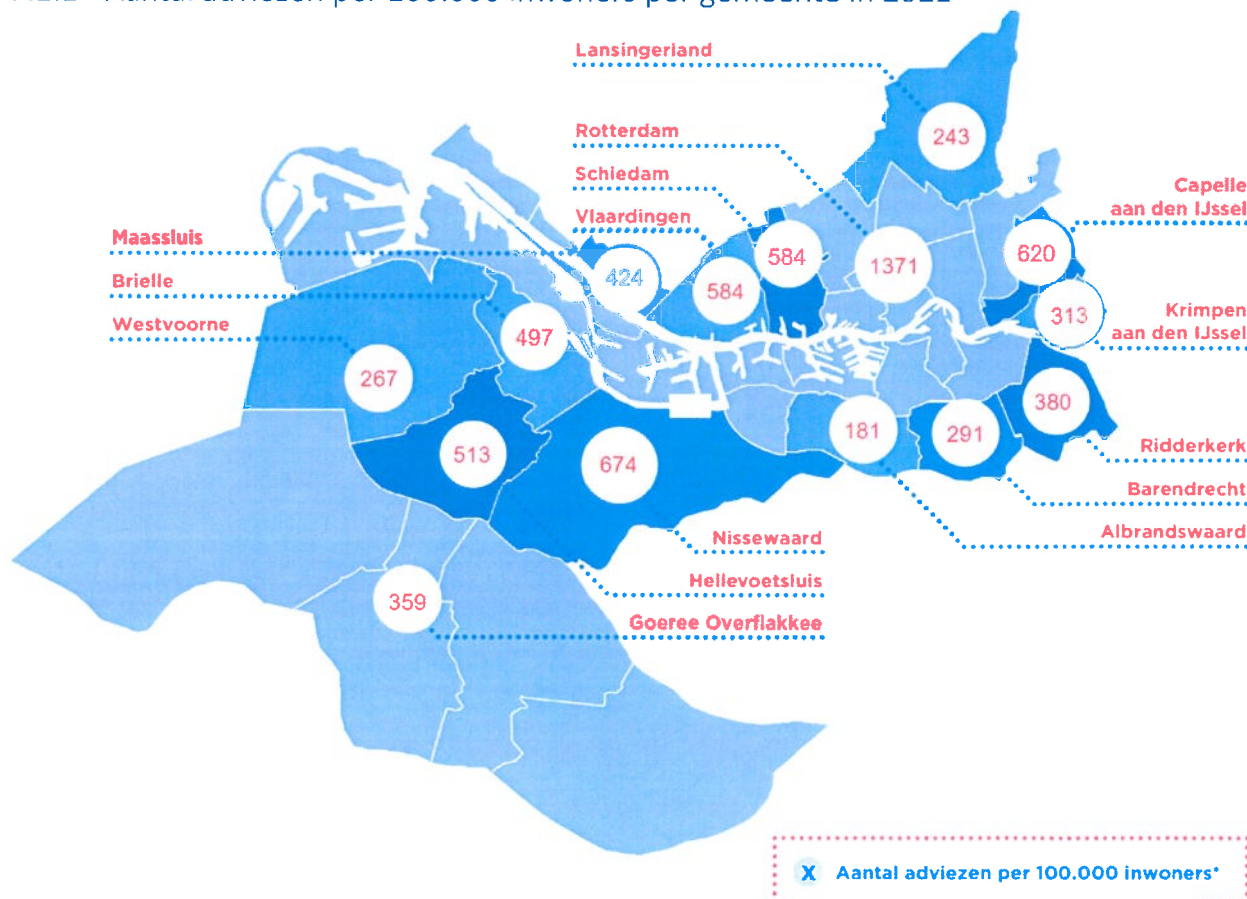 Lansingerland
243
Rotterdam
Schiedam
Capelle
aan den IJssel
Vlaardingen
584
620
1371
Maassluis
424
584
Brielle
Krimpen
aan den IJssel
313
Westvoorne
497
267
380
181
291
513
674
Ridderkerk
Barendrecht
Nissewaard
Albrandswaard
Hellevoetsluis
359
Goeree Overflakkee
X Aantal adviezen per 100.000 inwoners*